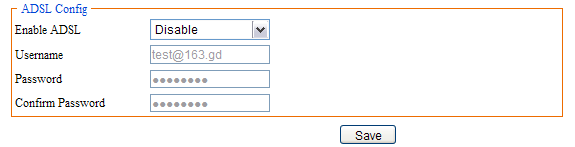 ADSL Config
Enable ADSL Disable
Username test@163.gd
Password ●●●●●●●●
Confirm Password ●●●●●●●●
Save